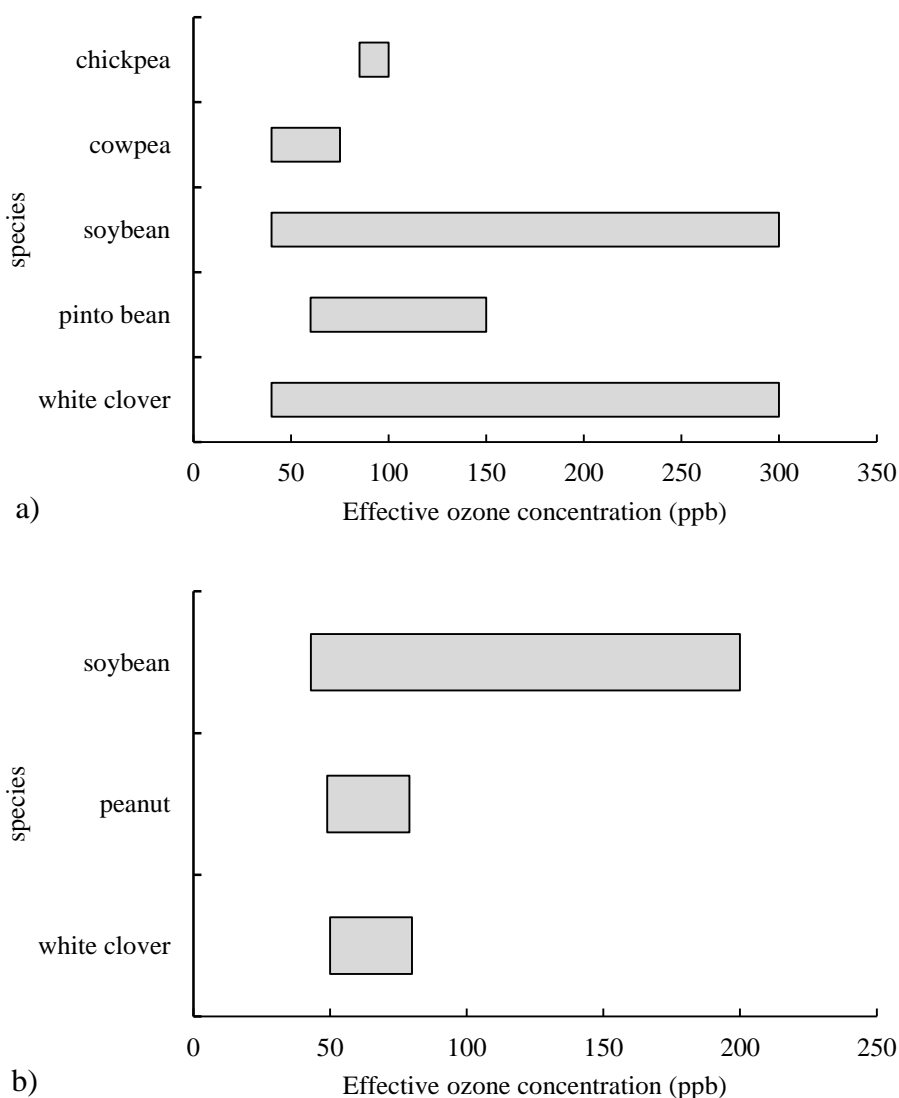 chickpea
cowpea
soybean
pinto bean
white clover
species
0 50 100 150 200 250 300 350
a)
Effective ozone concentration (ppb)
soybean
peanut
white clover
species
0 50 100 150 200 250
b)
Effective ozone concentration (ppb)